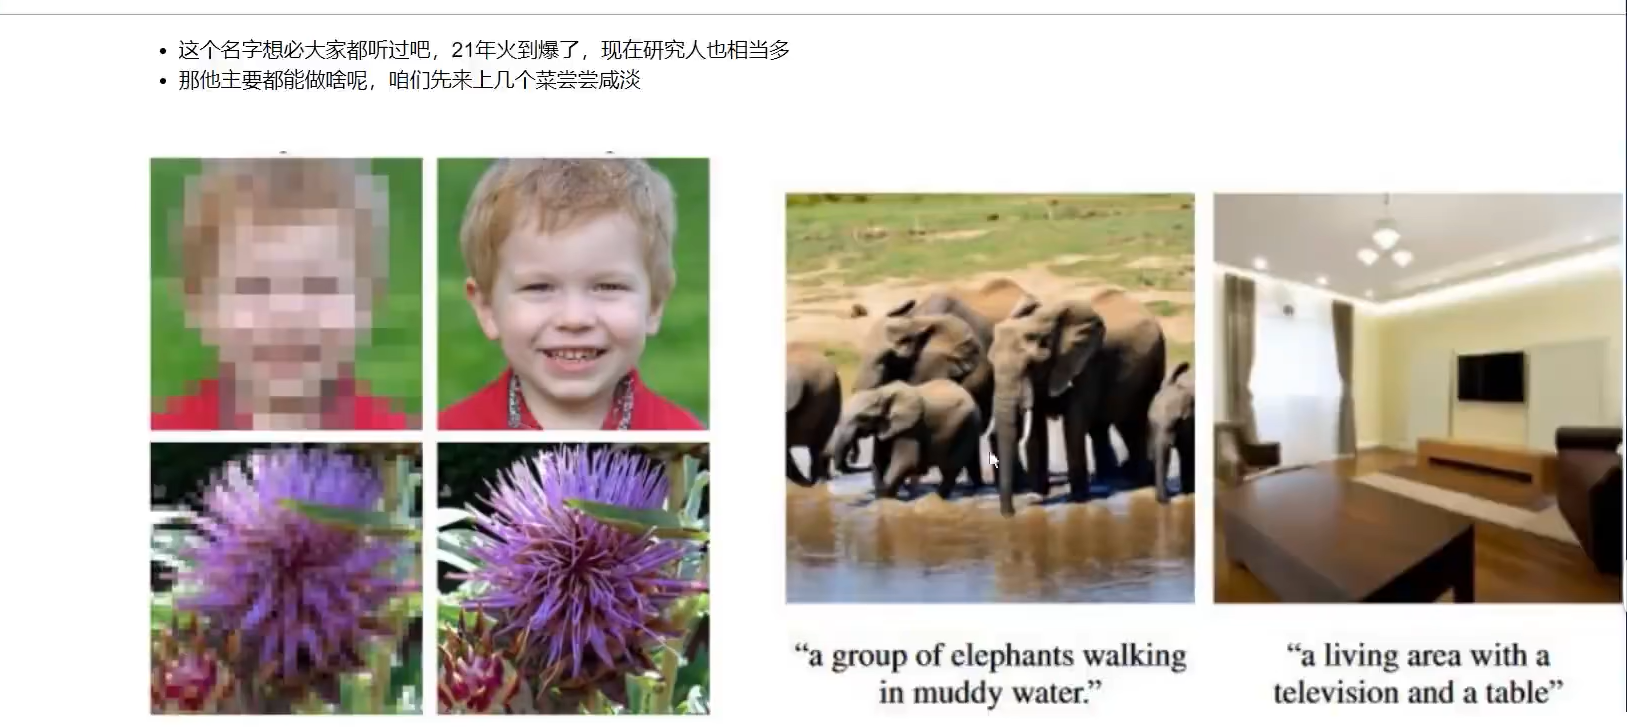 这个名字想必大家都听过吧，21年火到爆了，现在研究人也相当多
那他主要都能做啥呢，咱们先来上几个菜尝尝咸淡
“a group of elephants walking
in muddy water.”
“a living area with a
television and a table”